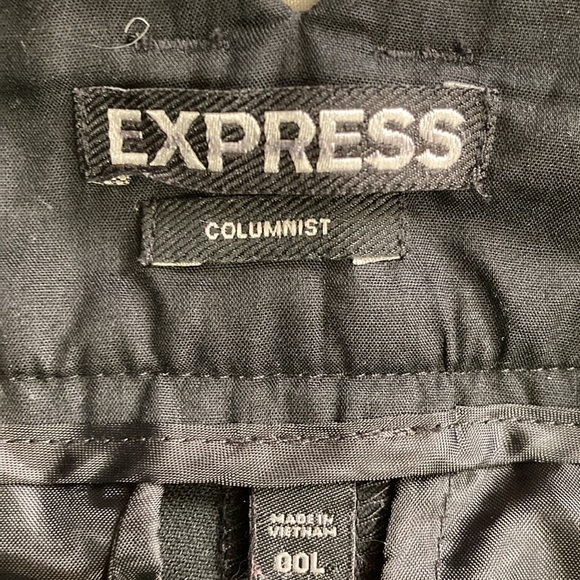 EXPRESS
COLUMNIST
MADE IN
VIETNAM
00L